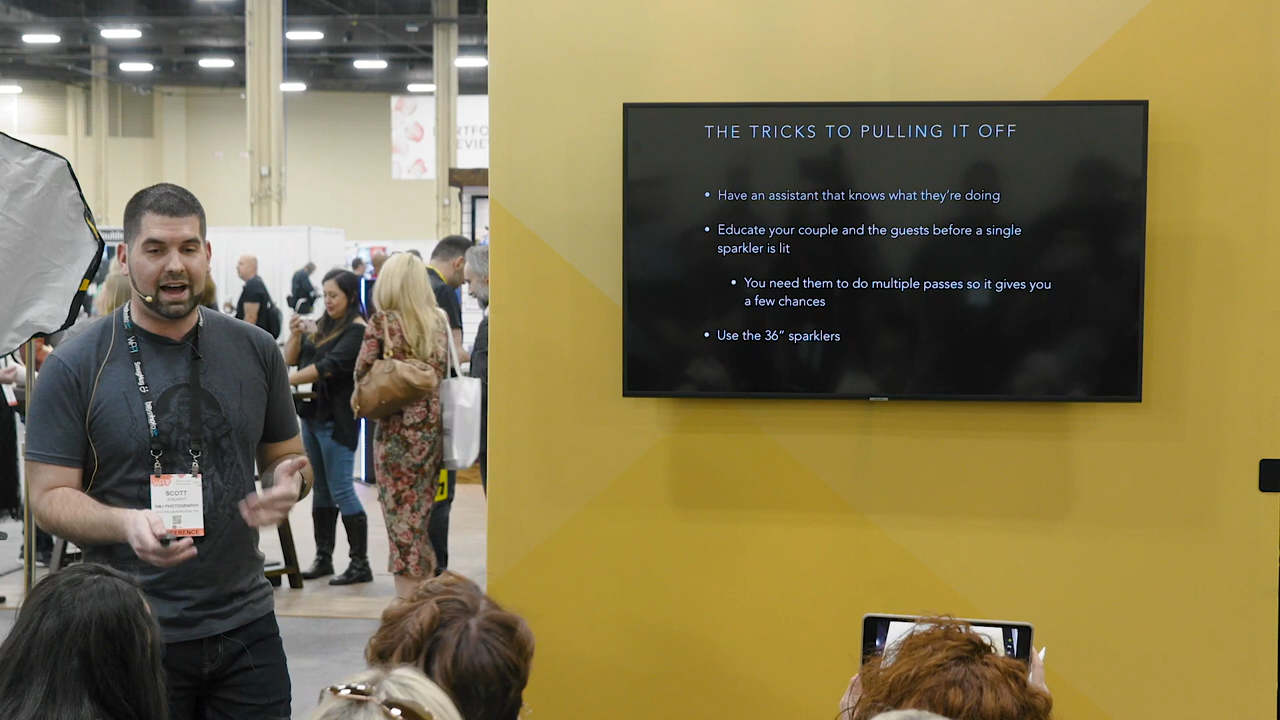 THE TRICKS TO PULLING IT OFF
• Have an assistant that knows what they're doing
• Educate your couple and the guests before a single
sparkler is lit
• You need them to do multiple passes so it gives you
a few chances
• Use the 36" sparklers
SCOTT
PHOTOGRAPHY